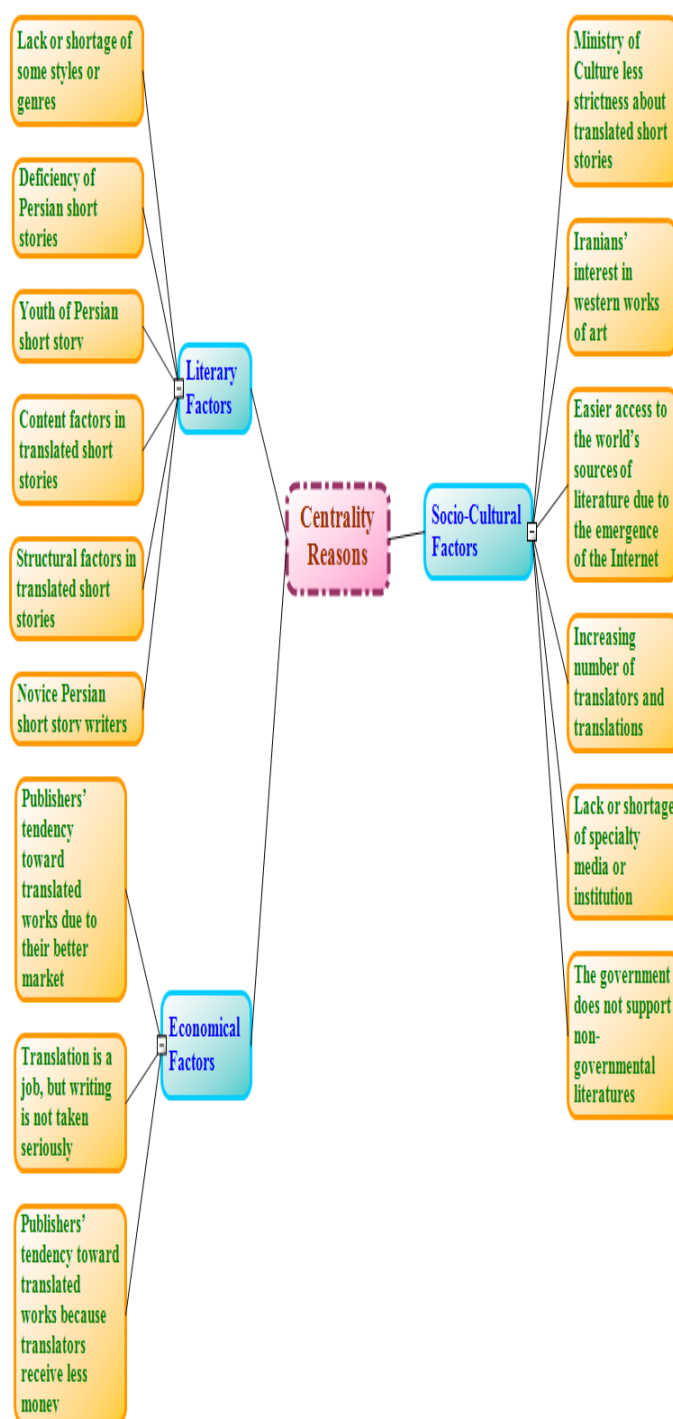 Lack or shortage of
some styles or
genres
Deficiency of
Persian short
stories
Youth of Persian
short story
Content factors in
translated short
stories
Structural factors in
translated short
stories
Novice Persian
short story writers
Literary
Factors
Publishers’
tendency
toward
translated
works due to
their better
market
Translation is a
job, but writing
is not taken
seriously
Publishers’
tendency toward
translated
works because
translators
receive less
money
Economical
Factors
Centrality
Reasons
Socio-Cultural
Factors
Ministry of
Culture less
strictness about
translated short
stories
Iranians’
interest in
western works
of art
Easier access to
the world’s
sources of
literature due to
the emergence
of the Internet
Increasing
number of
translators and
translations
Lack or shortage
of specialty
media or
institution
The government
does not support
non-
governmental
literatures